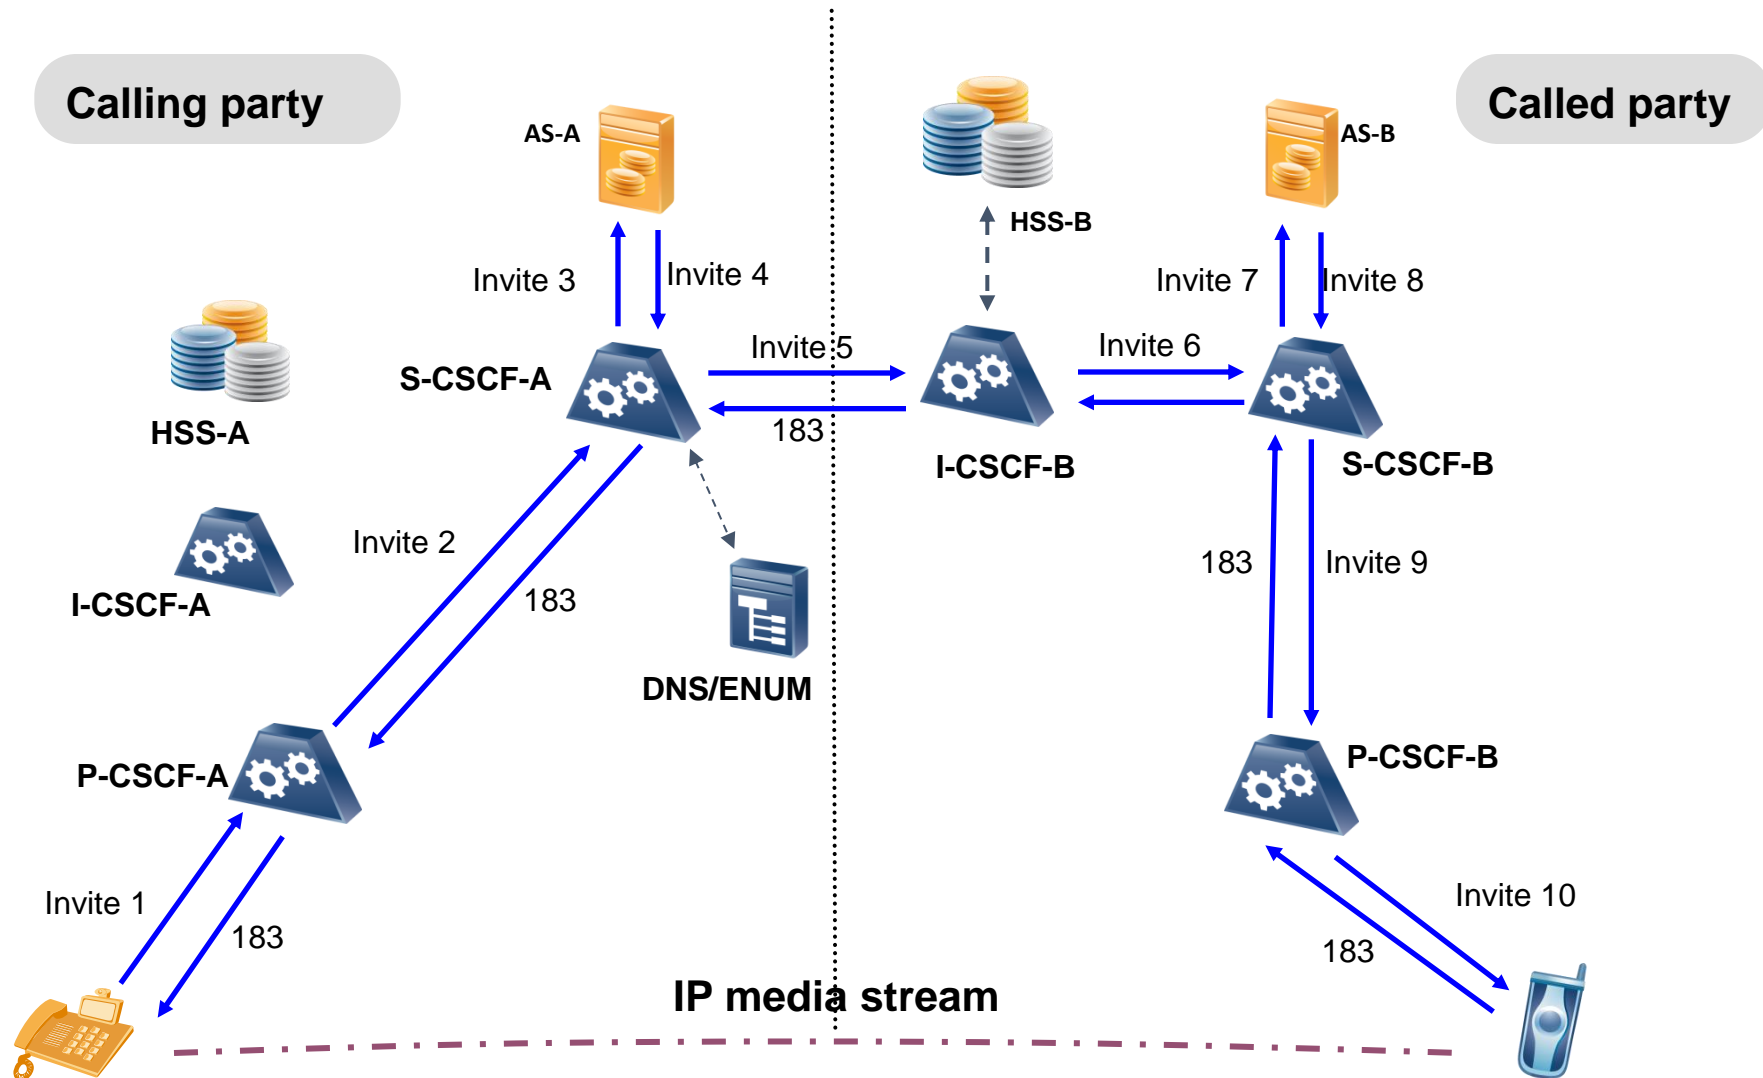 Calling party
Called party
AS-A
AS-B
HSS-B
Invite 3
Invite 4
Invite 7
Invite 8
Invite 5
Invite 6
S-CSCF-A
183
HSS-A
I-CSCF-B
S-CSCF-B
Invite 2
183
Invite 9
I-CSCF-A
183
DNS/ENUM
P-CSCF-A
P-CSCF-B
Invite 1
Invite 10
183
183
IP media stream